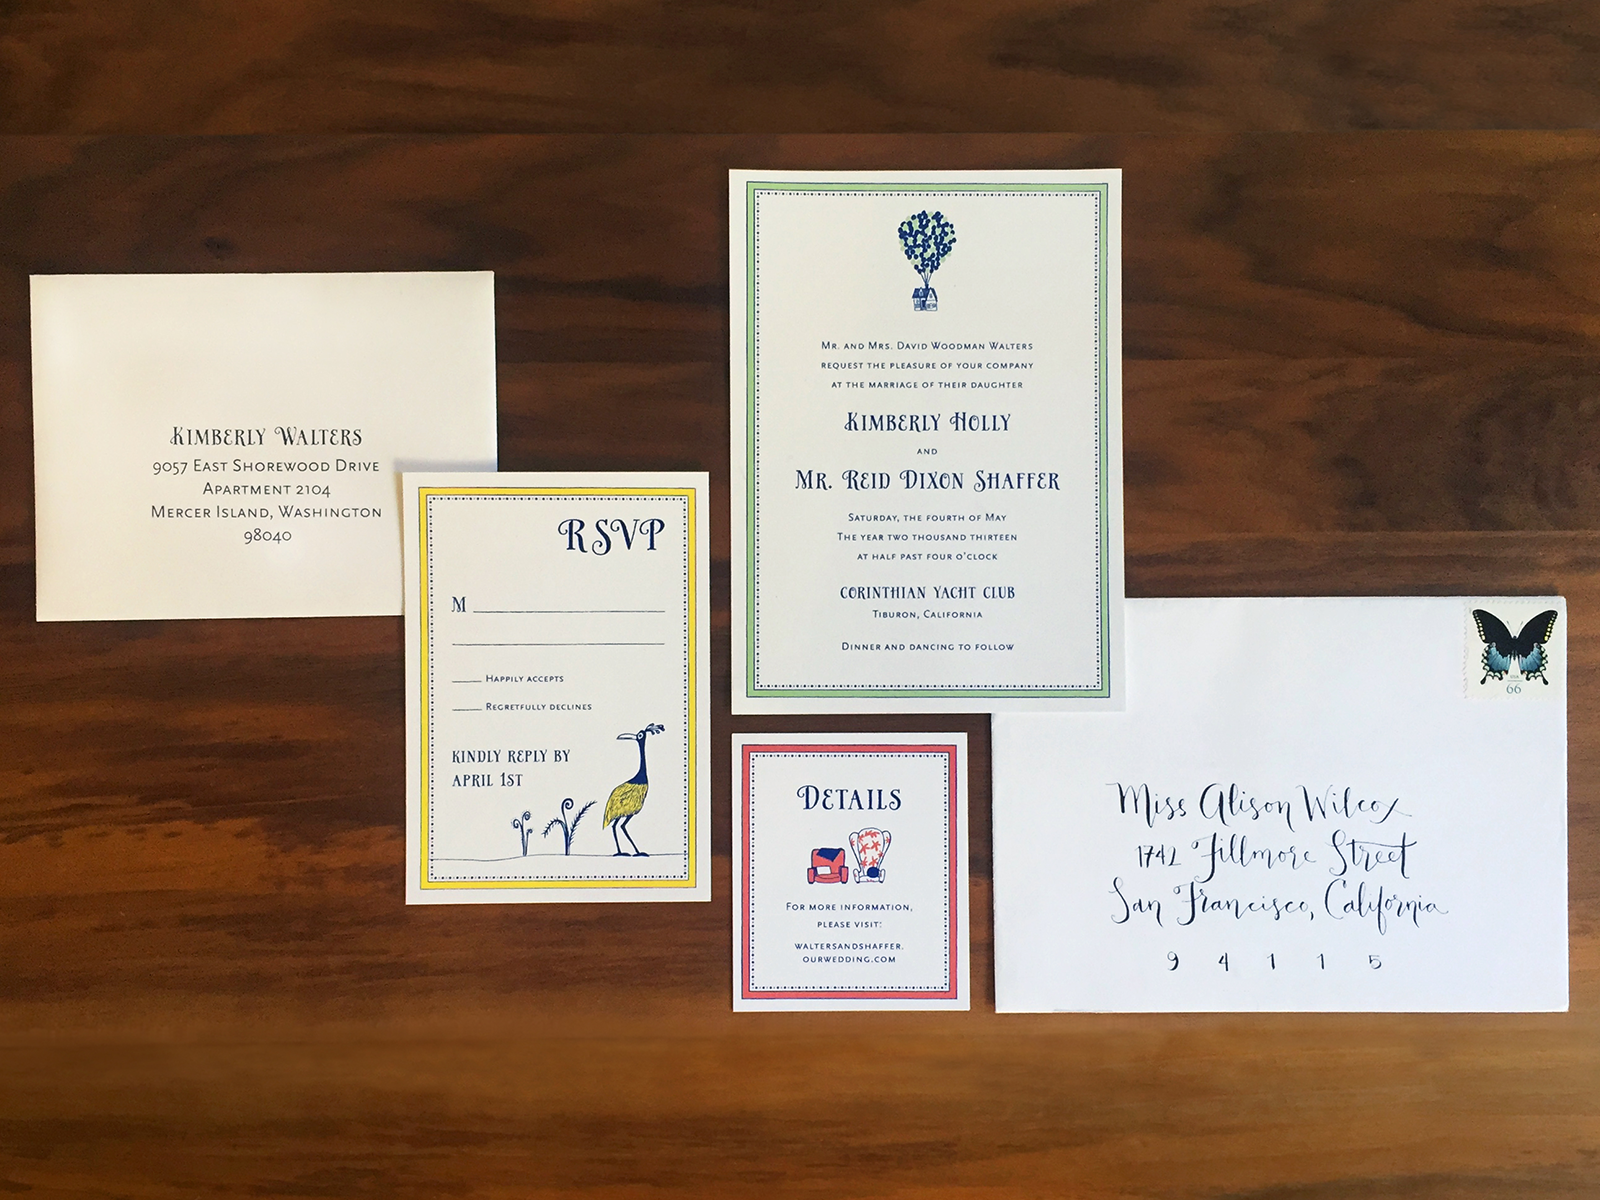 Kimberly Walters
9057 East Shorewood Drive
Apartment 2104
Mercer Island, Washington
98040
RSVP
M
Happily accepts
Regretfully declines
Kindly reply by
April 1st
Mr. and Mrs. David Woodman Walters
request the pleasure of your company
at the marriage of their daughter
Kimberly Holly
and
Mr. Reid Dixon Shaffer
Saturday, the fourth of May
The year two thousand thirteen
at half past four o'clock
Corinthian Yacht Club
Tiburon, California
Dinner and dancing to follow
Details
For more information,
please visit:
waltersandshaffer.
ourwedding.com
USA
66
Miss Alison Wilcox
1742 Fillmore Street
San Francisco, California
9 4 1 1 5